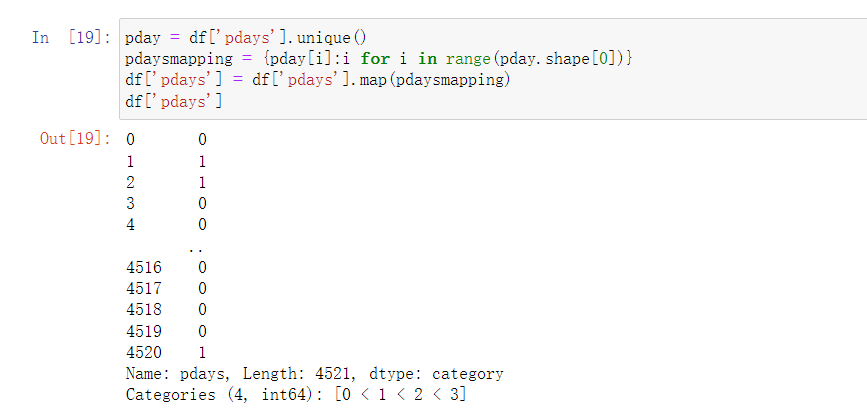 In [19]: pday = df['pdays'].unique()
pdaysmapping = {pday[i]:i for i in range(pday.shape[0])}
df['pdays'] = df['pdays'].map(pdaysmapping)
df['pdays']
Out[19]: 0 0
1 1
2 1
3 0
4 0
..
4516 0
4517 0
4518 0
4519 0
4520 1
Name: pdays, Length: 4521, dtype: category
Categories (4, int64): [0 < 1 < 2 < 3]